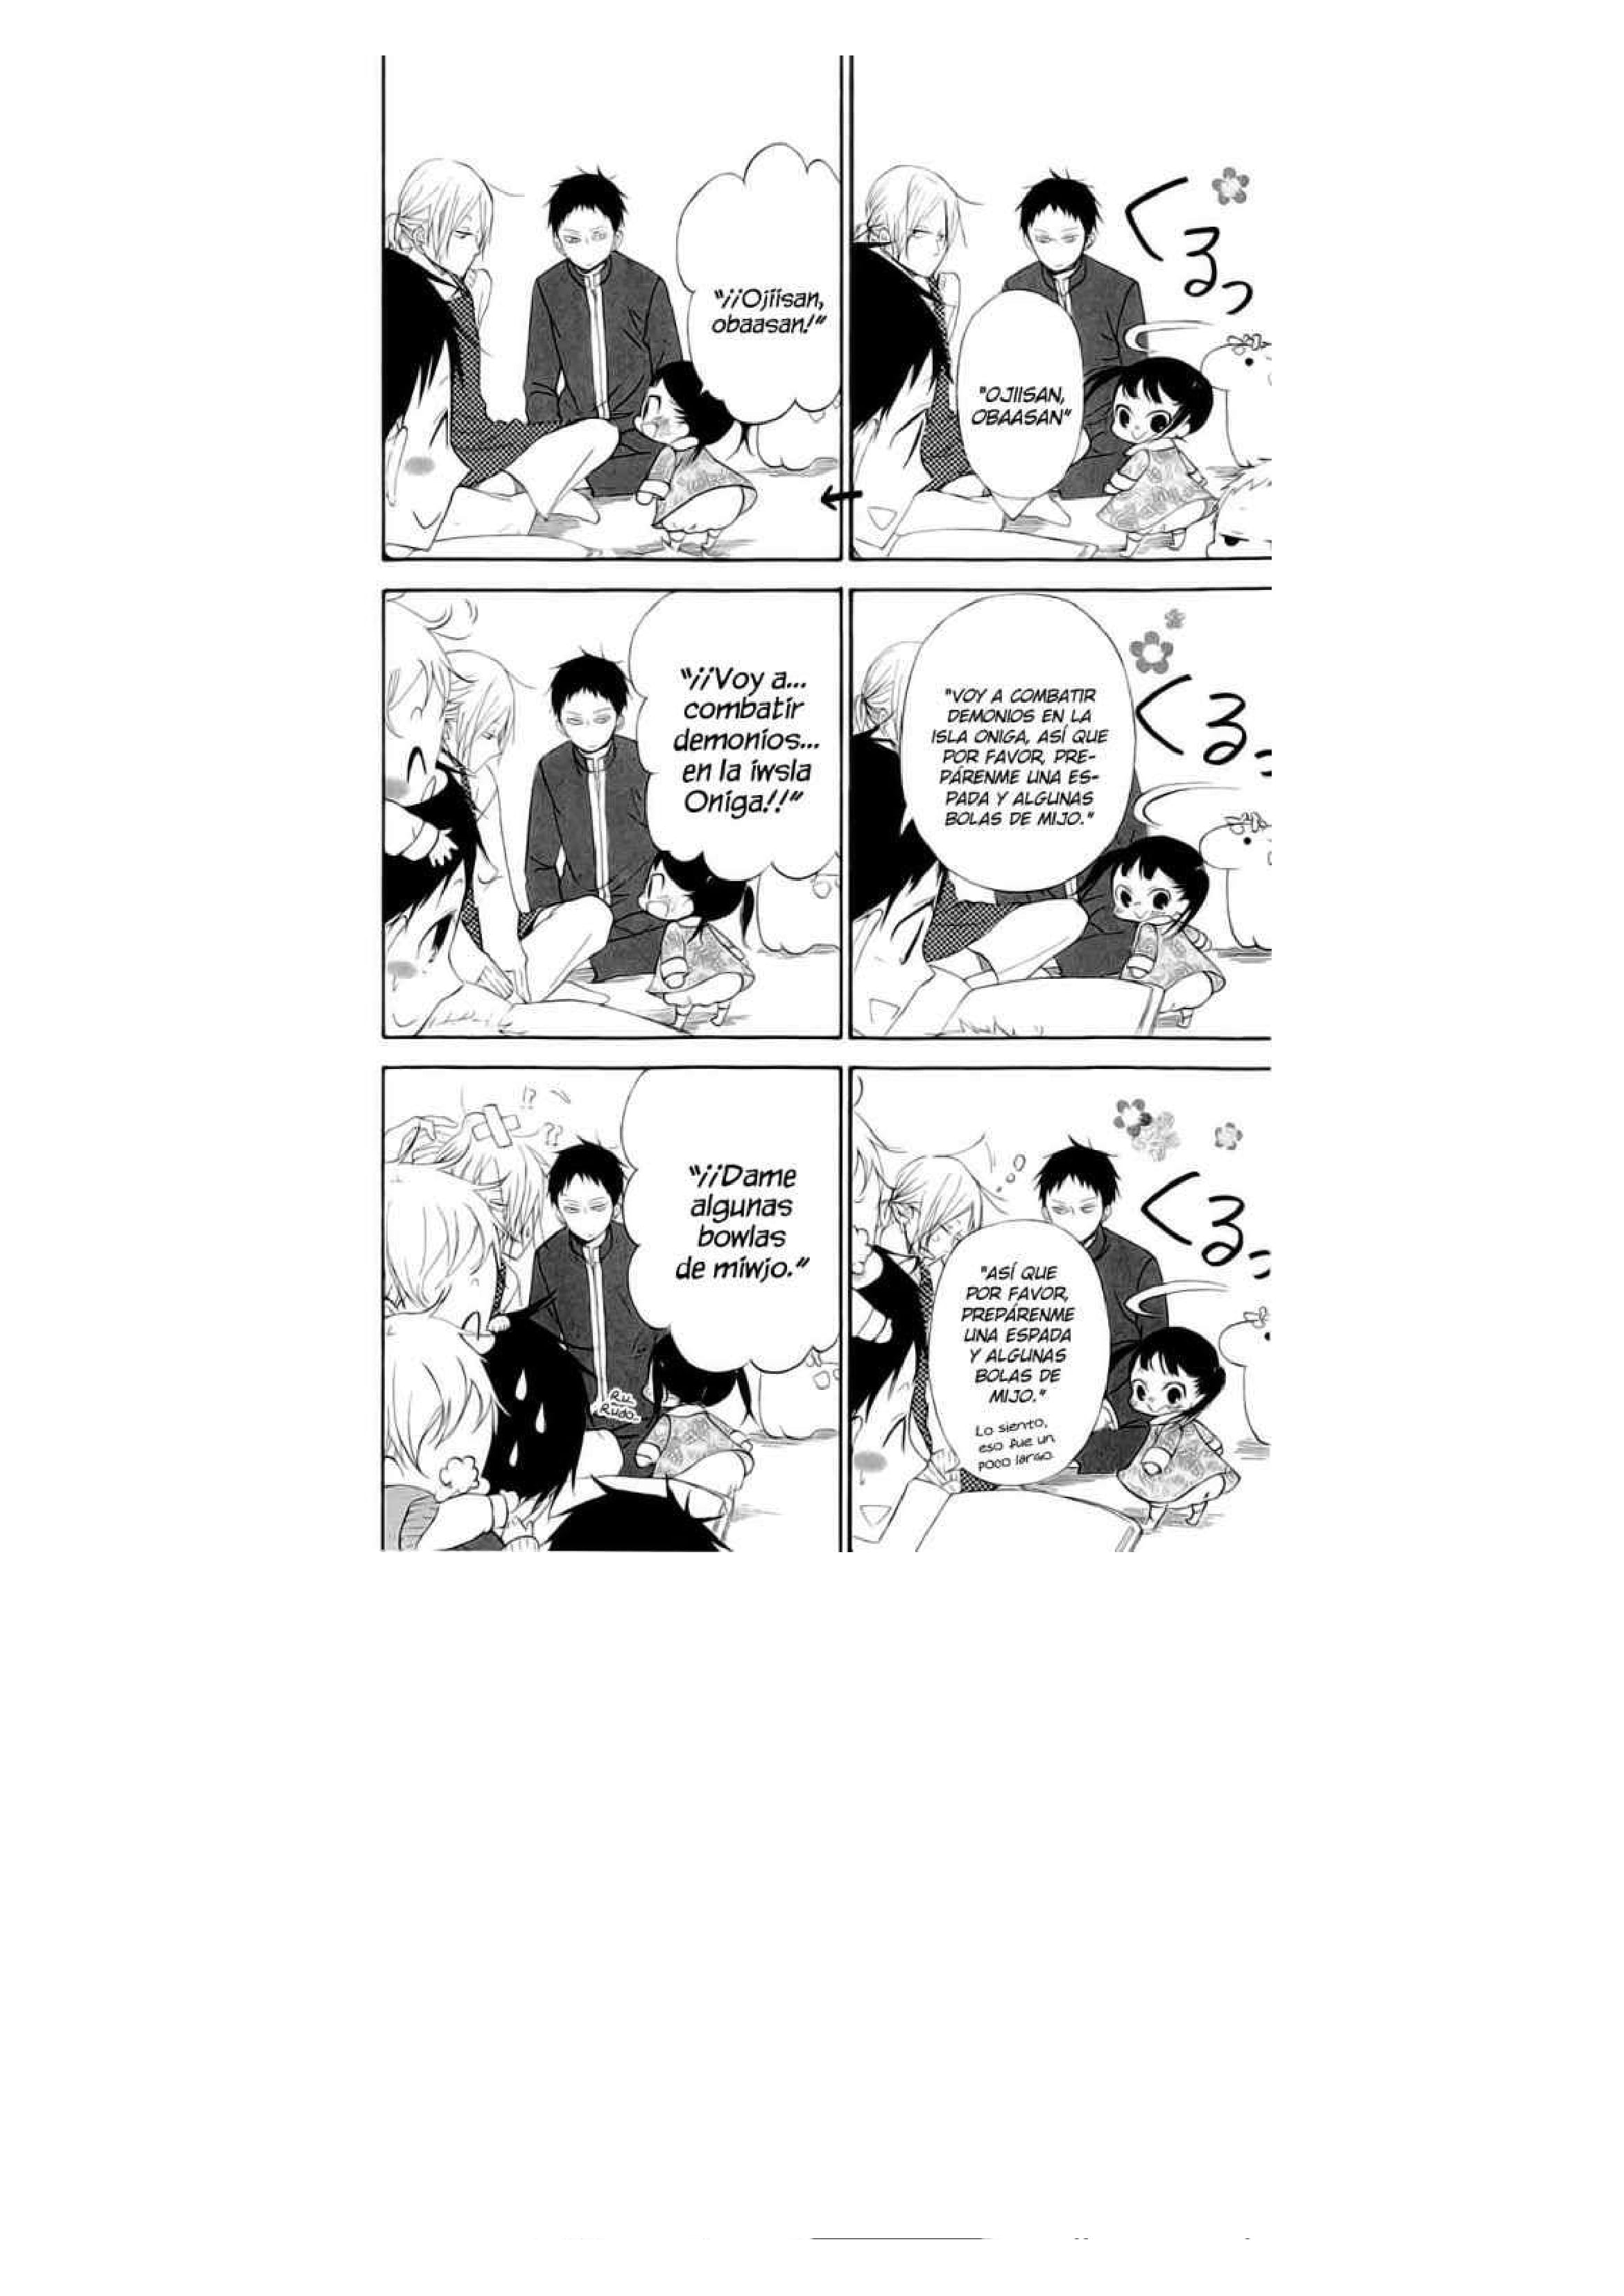 くるっ
"OJIISAN,
OBAASAN"
"¡¡Ojiisan,
obaasan!"
くるっ
"VOY A COMBATIR
DEMONIOS EN LA
ISLA ONIGA, ASÍ QUE
POR FAVOR, PRE-
PÁRENME UNA ES-
PADA Y ALGUNAS
BOLAS DE MIJO."
"¡¡Voy a...
combatir
demonios...
en la iwsla
Oniga!!"
くるっ
"ASÍ QUE
POR FAVOR,
PREPÁRENME
UNA ESPADA
Y ALGUNAS
BOLAS DE
MIJO."
Lo siento,
eso fue un
poco largo.
"¡¡Dame
algunas
bowlas
de miwjo."
!?
??
Ru..
Rudo..